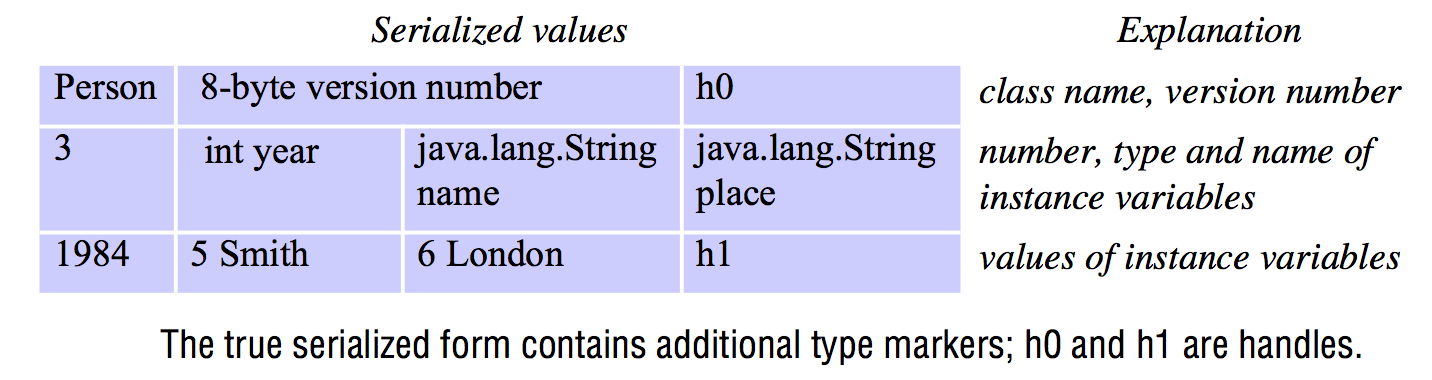 Serialized values Explanation
Person 8-byte version number h0 class name, version number
3 int year java.lang.String name java.lang.String place number, type and name of instance variables
1984 5 Smith 6 London h1 values of instance variables
The true serialized form contains additional type markers; h0 and h1 are handles.